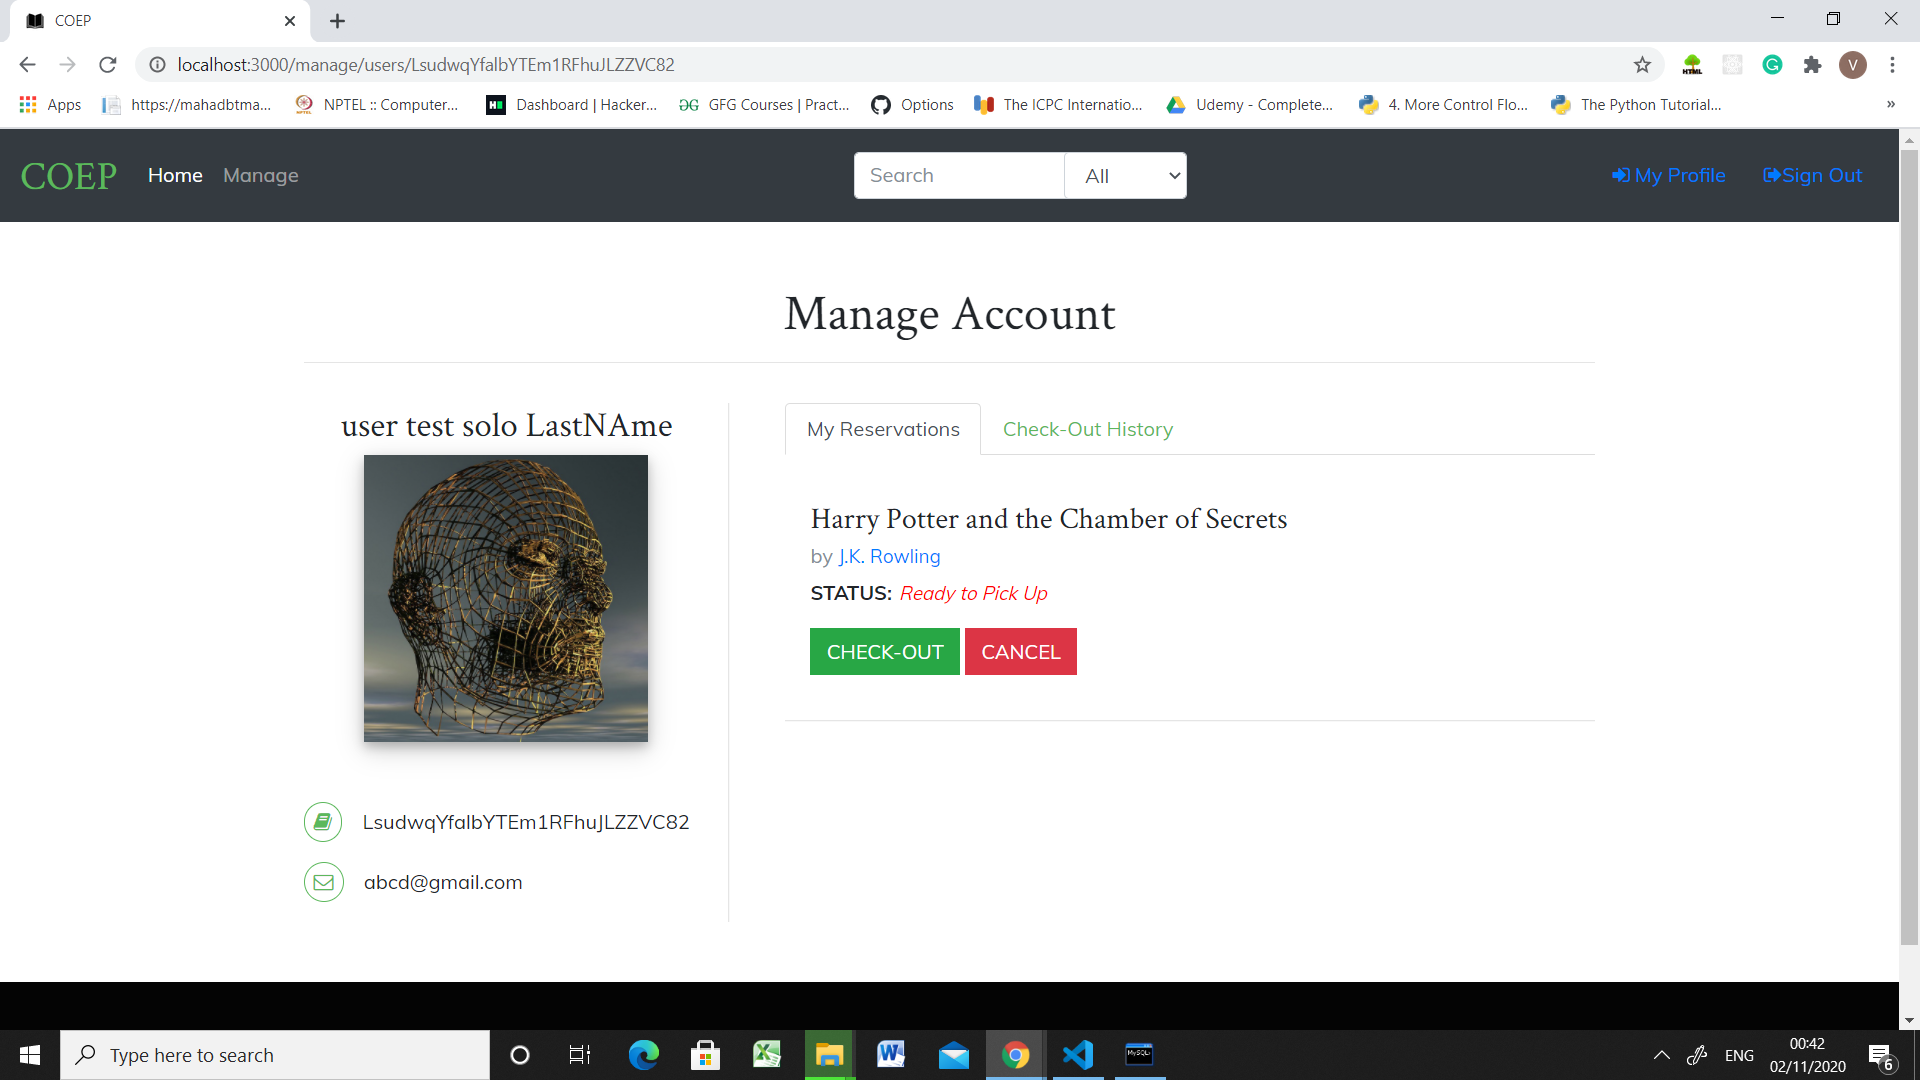 COEP
localhost:3000/manage/users/LsudwqYfalbYTEm1RFhuJLZZVC82
HTML
G
V
Apps
https://mahadbtma...
NPTEL
NPTEL :: Computer...
H
Dashboard | Hacker...
GFG Courses | Pract...
Options
The ICPC Internatio...
Udemy - Complete...
4. More Control Flo...
The Python Tutorial...
»
COEP
Home
Manage
Search
All
My Profile
Sign Out
Manage Account
user test solo LastNAme
LsudwqYfalbYTEm1RFhuJLZZVC82
abcd@gmail.com
My Reservations
Check-Out History
Harry Potter and the Chamber of Secrets
by J.K. Rowling
STATUS: Ready to Pick Up
CHECK-OUT
CANCEL
Type here to search
MySQL
ENG
00:42
02/11/2020
6